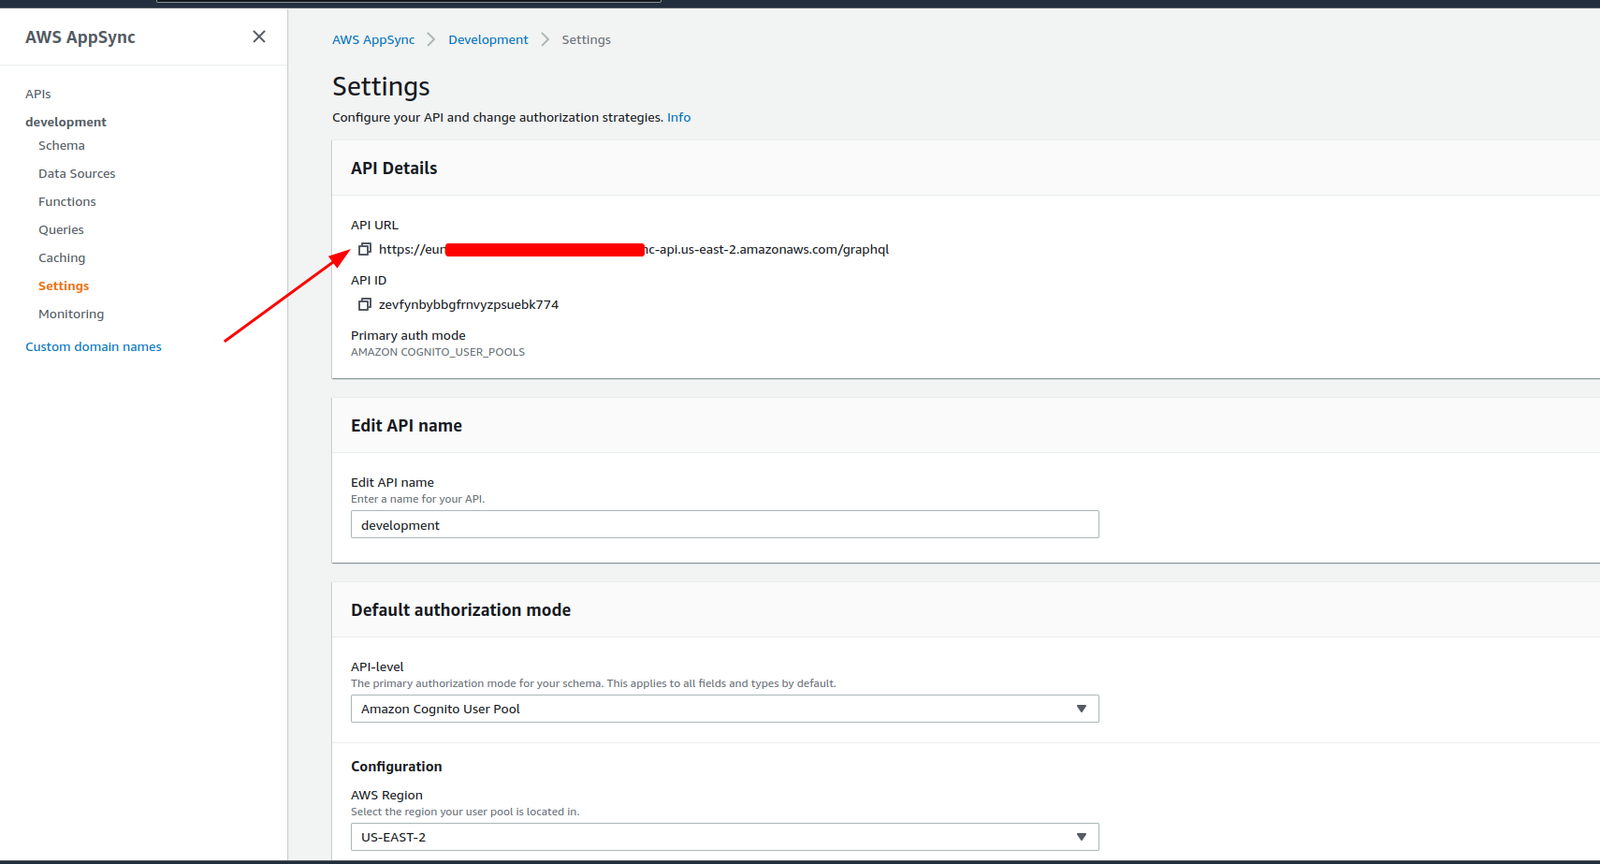 AWS AppSync
APIs
development
Schema
Data Sources
Functions
Queries
Caching
Settings
Monitoring
Custom domain names
AWS AppSync Development Settings
Settings
Configure your API and change authorization strategies. Info
API Details
API URL
https://eun nc-api.us-east-2.amazonaws.com/graphql
API ID
zevfynbybbgfrnvyzpsuebk774
Primary auth mode
AMAZON COGNITO_USER_POOLS
Edit API name
Edit API name
Enter a name for your API.
development
Default authorization mode
API-level
The primary authorization mode for your schema. This applies to all fields and types by default.
Amazon Cognito User Pool
Configuration
AWS Region
Select the region your user pool is located in.
US-EAST-2